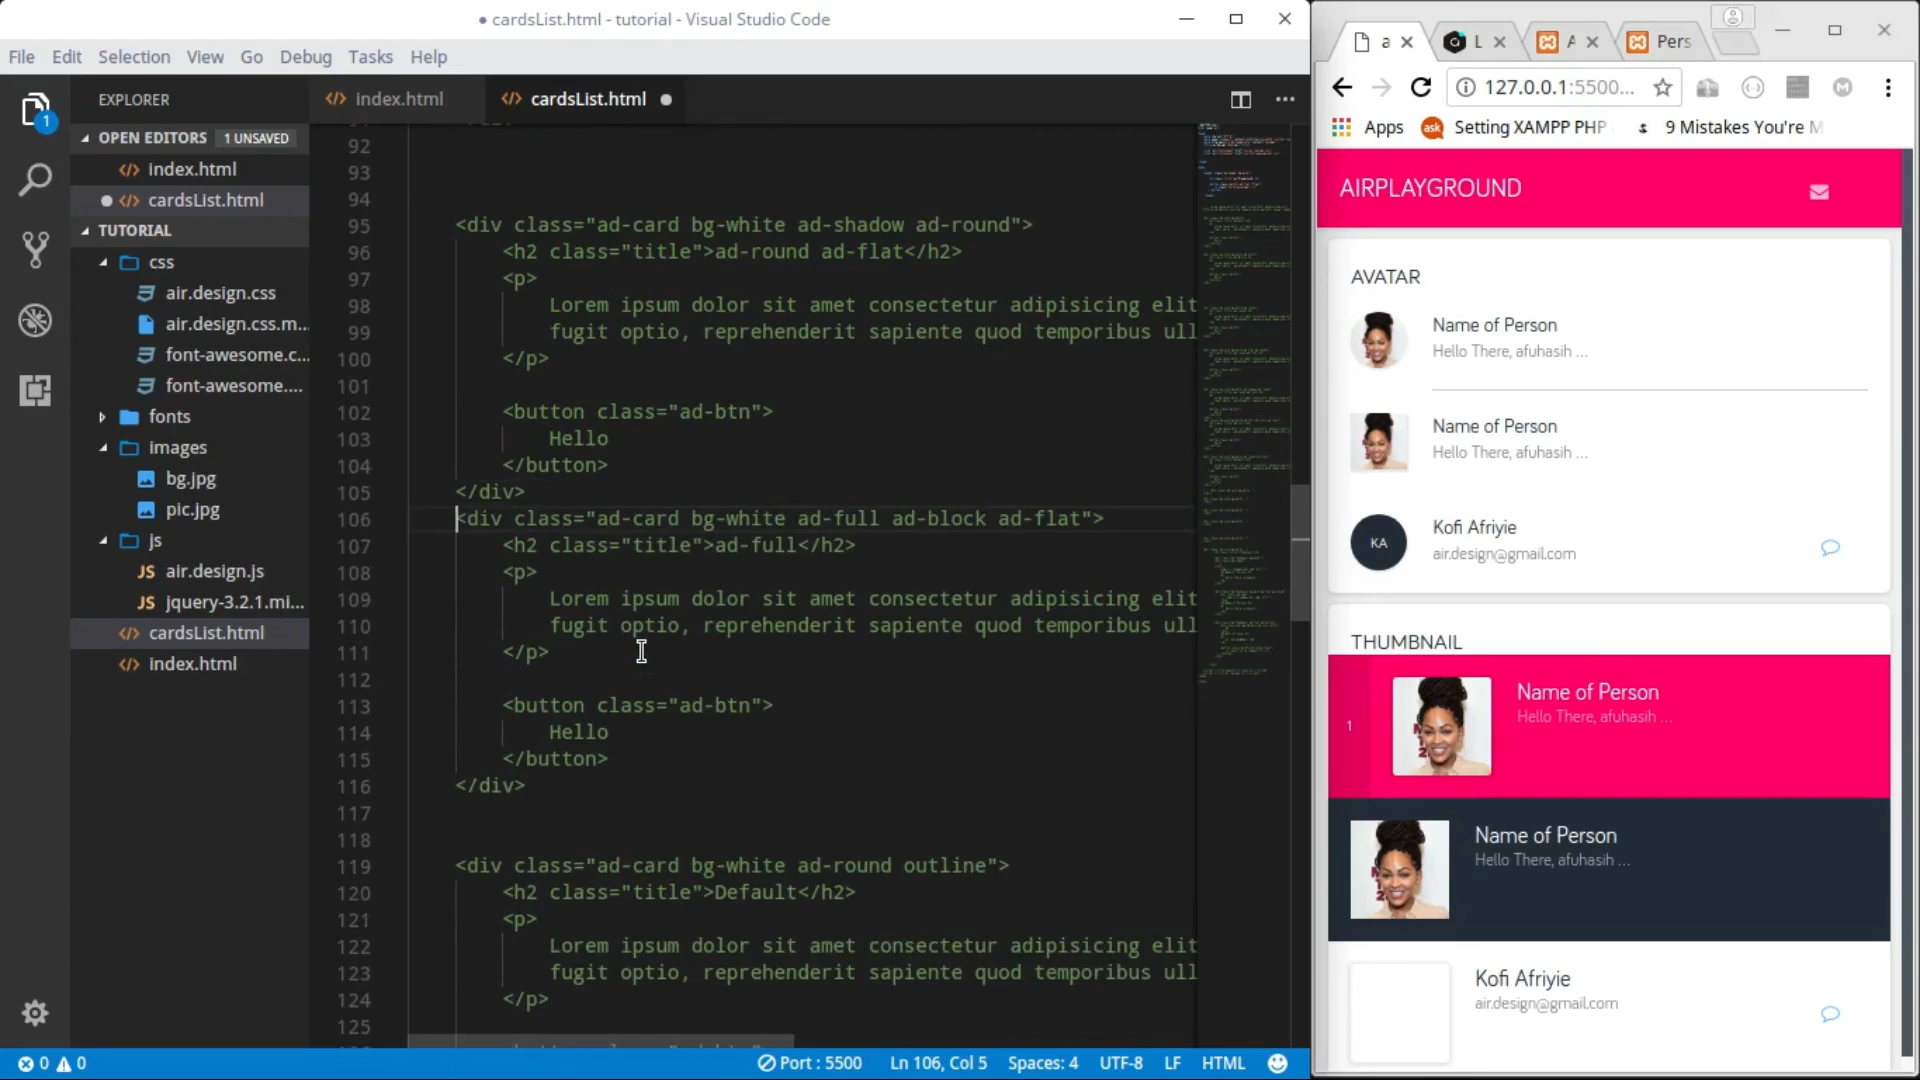 cardsList.html - tutorial - Visual Studio Code
File Edit Selection View Go Debug Tasks Help
EXPLORER
OPEN EDITORS 1 UNSAVED
index.html
cardsList.html
TUTORIAL
css
air.design.css
air.design.css.m...
font-awesome.c...
font-awesome....
fonts
images
bg.jpg
pic.jpg
js
JS air.design.js
JS jquery-3.2.1.mi...
cardsList.html
index.html
1
index.html
cardsList.html
92
93
94
95 <div class="ad-card bg-white ad-shadow ad-round">
96 <h2 class="title">ad-round ad-flat</h2>
97 <p>
98 Lorem ipsum dolor sit amet consectetur adipisicing elit
99 fugit optio, reprehenderit sapiente quod temporibus ull
100 </p>
101
102 <button class="ad-btn">
103 Hello
104 </button>
105 </div>
106 <div class="ad-card bg-white ad-full ad-block ad-flat">
107 <h2 class="title">ad-full</h2>
108 <p>
109 Lorem ipsum dolor sit amet consectetur adipisicing elit
110 fugit optio, reprehenderit sapiente quod temporibus ull
111 </p>
112
113 <button class="ad-btn">
114 Hello
115 </button>
116 </div>
117
118
119 <div class="ad-card bg-white ad-round outline">
120 <h2 class="title">Default</h2>
121 <p>
122 Lorem ipsum dolor sit amet consectetur adipisicing elit
123 fugit optio, reprehenderit sapiente quod temporibus ull
124 </p>
125
0 0 Port : 5500 Ln 106, Col 5 Spaces: 4 UTF-8 LF HTML
a L A Pers
127.0.0.1:5500...
Apps ask Setting XAMPP PHP 9 Mistakes You're M
AIRPLAYGROUND
AVATAR
Name of Person
Hello There, afuhasih ...
Name of Person
Hello There, afuhasih ...
KA
Kofi Afriyie
air.design@gmail.com
THUMBNAIL
1
Name of Person
Hello There, afuhasih ...
Name of Person
Hello There, afuhasih ...
Kofi Afriyie
air.design@gmail.com